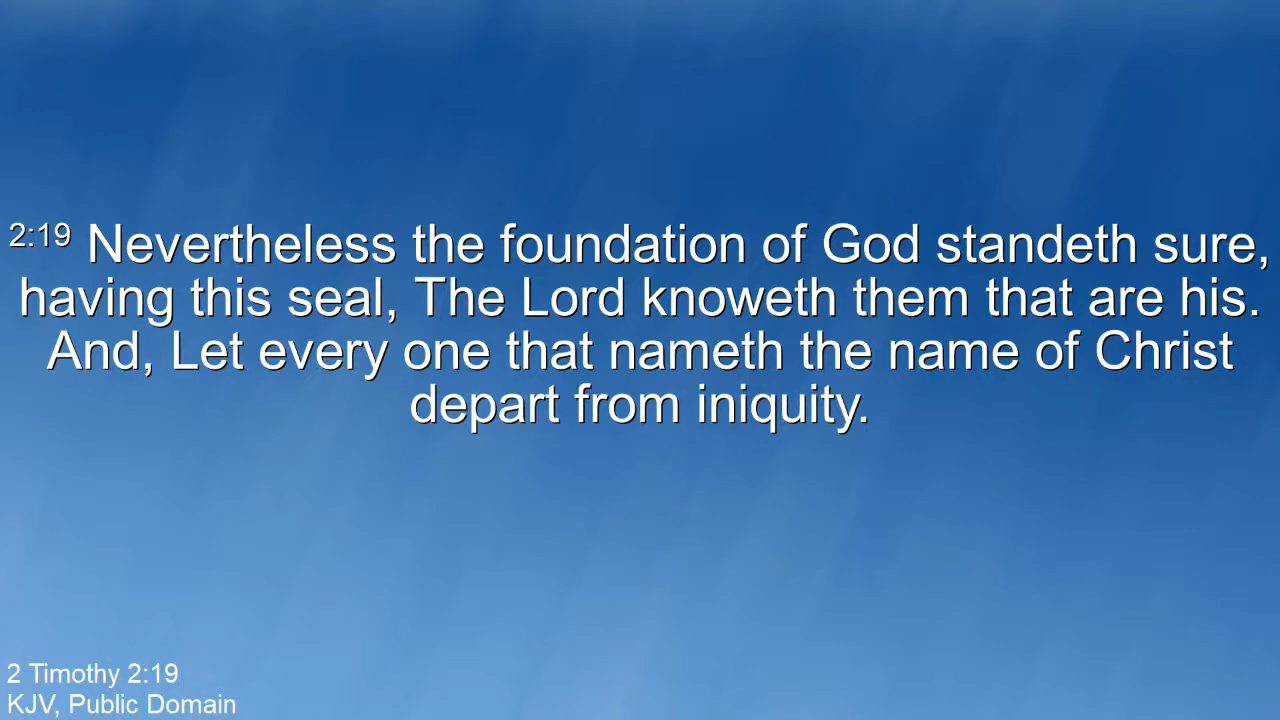 2:19 Nevertheless the foundation of God standeth sure,
having this seal, The Lord knoweth them that are his.
And, Let every one that nameth the name of Christ
depart from iniquity.
2 Timothy 2:19
KJV, Public Domain